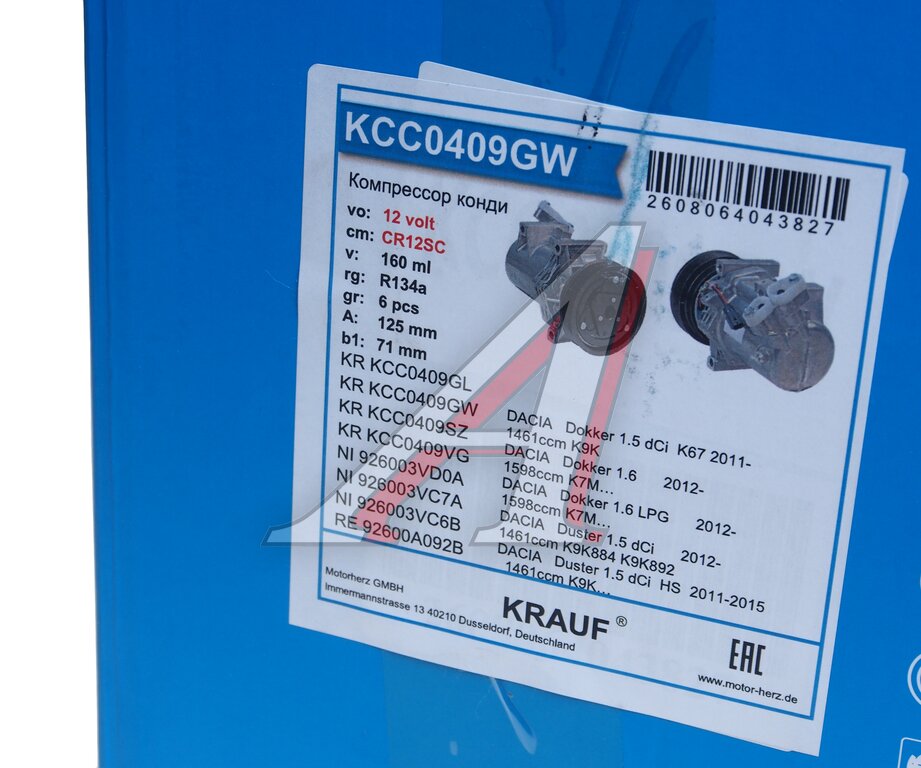 KCC0409GW
Компрессор конди
2608064043827
vo: 12 volt
cm: CR12SC
v: 160 ml
rg: R134a
gr: 6 pcs
A: 125 mm
b1: 71 mm
KR KCC0409GL
KR KCC0409GW
KR KCC0409SZ
KR KCC0409VG
NI 926003VD0A
NI 926003VC7A
NI 926003VC6B
RE 92600A092B
DACIA Dokker 1.5 dCi K67 2011-
1461ccm K9K
DACIA Dokker 1.6 2012-
1598ccm K7M...
DACIA Dokker 1.6 LPG 2012-
1598ccm K7M...
DACIA Duster 1.5 dCi 2012-
1461ccm K9K884 K9K892
DACIA Duster 1.5 dCi HS 2011-2015
1461ccm K9K...
Motorherz GMBH
Immermannstrasse 13 40210 Dusseldorf, Deutschland
KRAUF ®
EAC
www.motor-herz.de